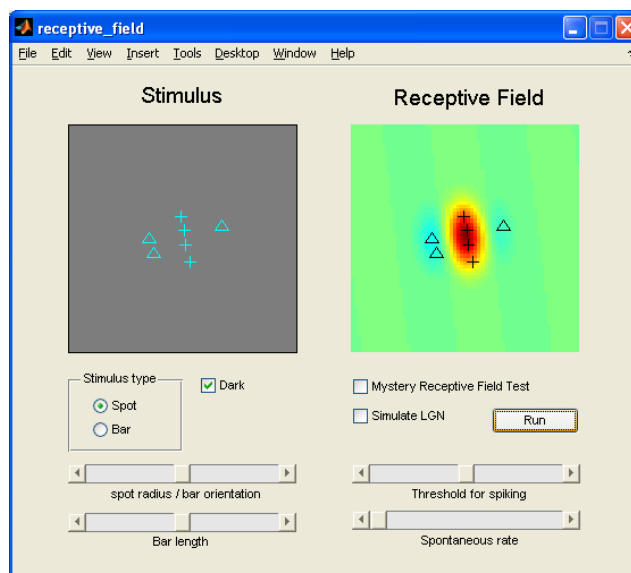 receptive_field
File Edit View Insert Tools Desktop Window Help
Stimulus
Receptive Field
Stimulus type
Spot
Bar
Dark
Mystery Receptive Field Test
Simulate LGN
Run
spot radius / bar orientation
Threshold for spiking
Bar length
Spontaneous rate